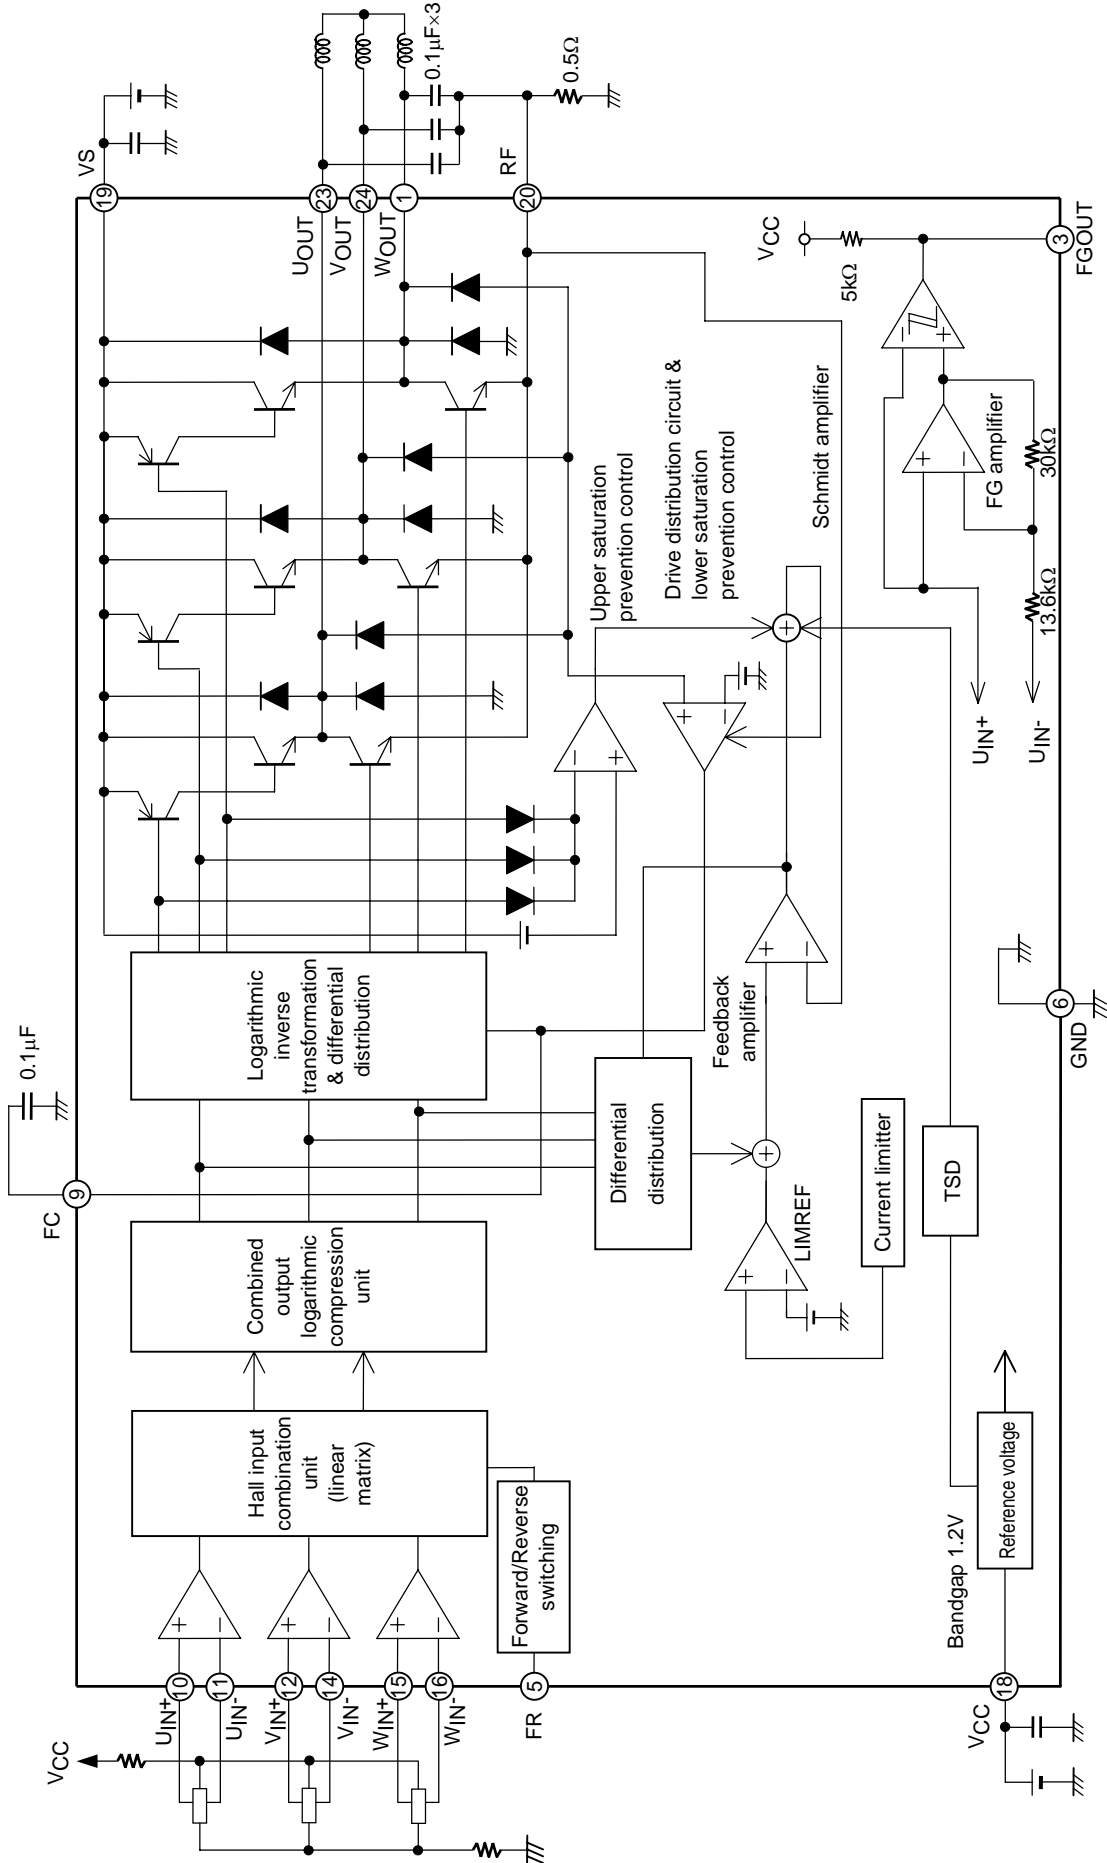 VCC
UIN+
10
UIN-
11
VIN+
12
VIN-
14
WIN+
15
WIN-
16
+
−
+
−
+
−
FR
5
Forward/Reverse
switching
Hall input
combination
unit
(linear
matrix)
Combined
output
logarithmic
compression
unit
FC
9
0.1µF
Logarithmic
inverse
transformation
& differential
distribution
VS
19
UOUT
23
VOUT
24
WOUT
1
0.1µF×3
RF
20
0.5Ω
Upper saturation
prevention control
−
+
Drive distribution circuit &
lower saturation
prevention control
+
−
+
Schmidt amplifier
Differential
distribution
Feedback
amplifier
+
−
+
LIMREF
+
−
Current limitter
TSD
Bandgap 1.2V
Reference voltage
VCC
18
GND
6
VCC
5kΩ
−
+
+
−
FG amplifier
30kΩ
13.6kΩ
UIN+
UIN-
3
FGOUT